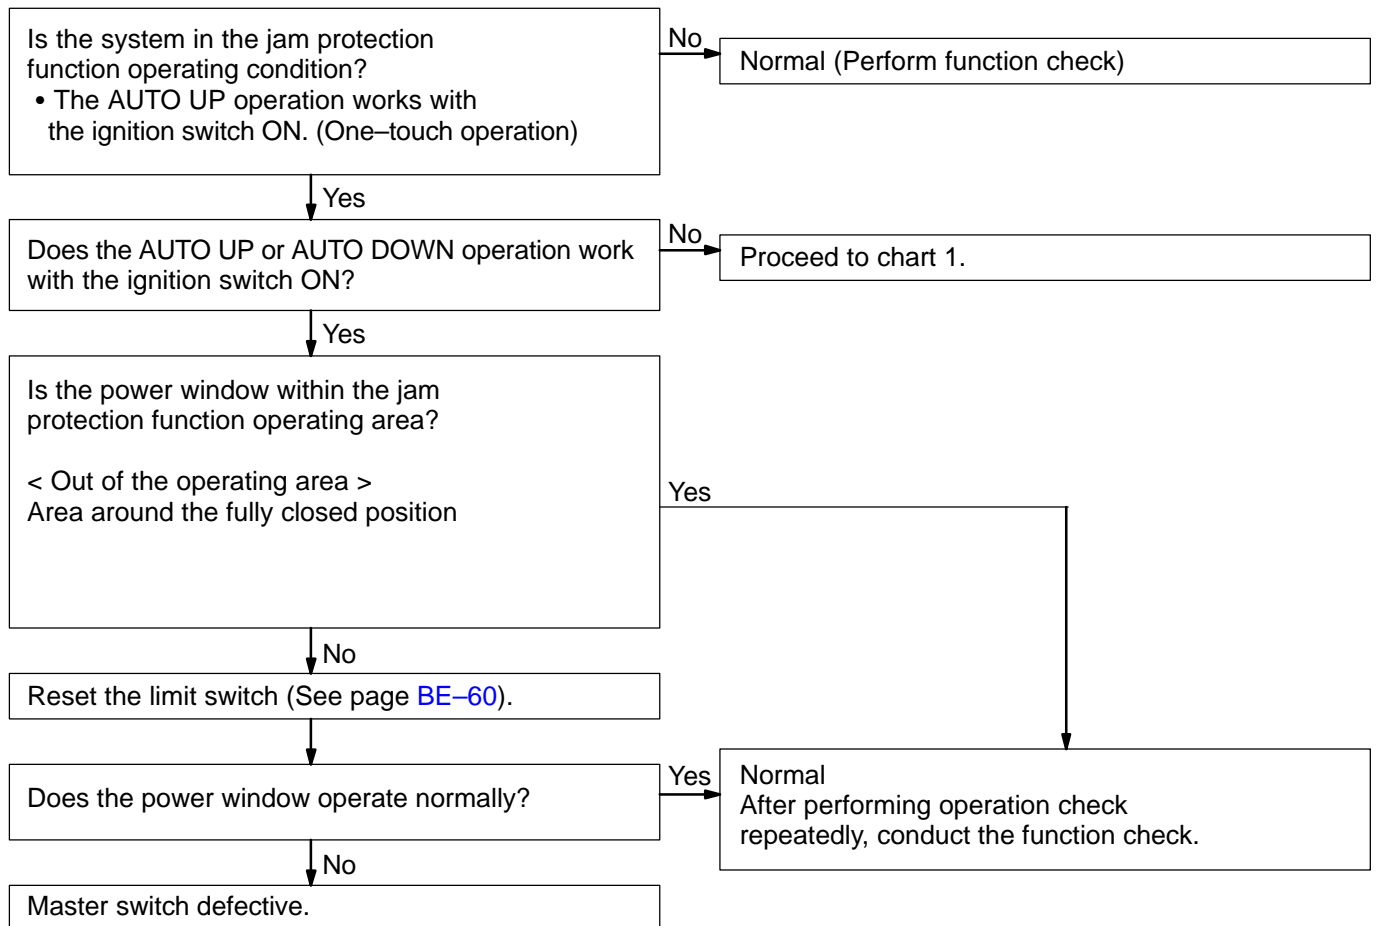 Is the system in the jam protection
function operating condition?
• The AUTO UP operation works with
the ignition switch ON. (One–touch operation)
No
Normal (Perform function check)
Yes
Does the AUTO UP or AUTO DOWN operation work
with the ignition switch ON?
No
Proceed to chart 1.
Yes
Is the power window within the jam
protection function operating area?
< Out of the operating area >
Area around the fully closed position
Yes
No
Reset the limit switch (See page BE–60).
Does the power window operate normally?
Yes
Normal
After performing operation check
repeatedly, conduct the function check.
No
Master switch defective.